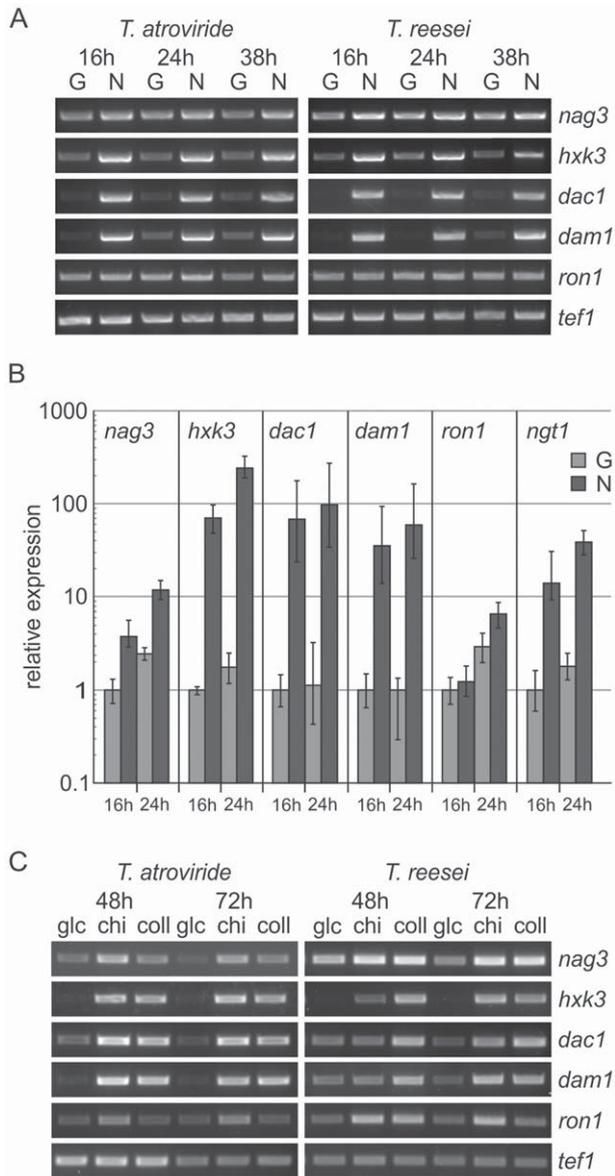 A
T. atroviride T. reesei
16h 24h 38h 16h 24h 38h
G N G N G N G N G N G N
nag3
hxk3
dac1
dam1
ron1
tef1
B
1000
100
10
1
0.1
relative expression
nag3 hxk3 dac1 dam1 ron1 ngt1
G
N
16h 24h 16h 24h 16h 24h 16h 24h 16h 24h 16h 24h
C
T. atroviride T. reesei
48h 72h 48h 72h
glc chi coll glc chi coll glc chi coll glc chi coll
nag3
hxk3
dac1
dam1
ron1
tef1